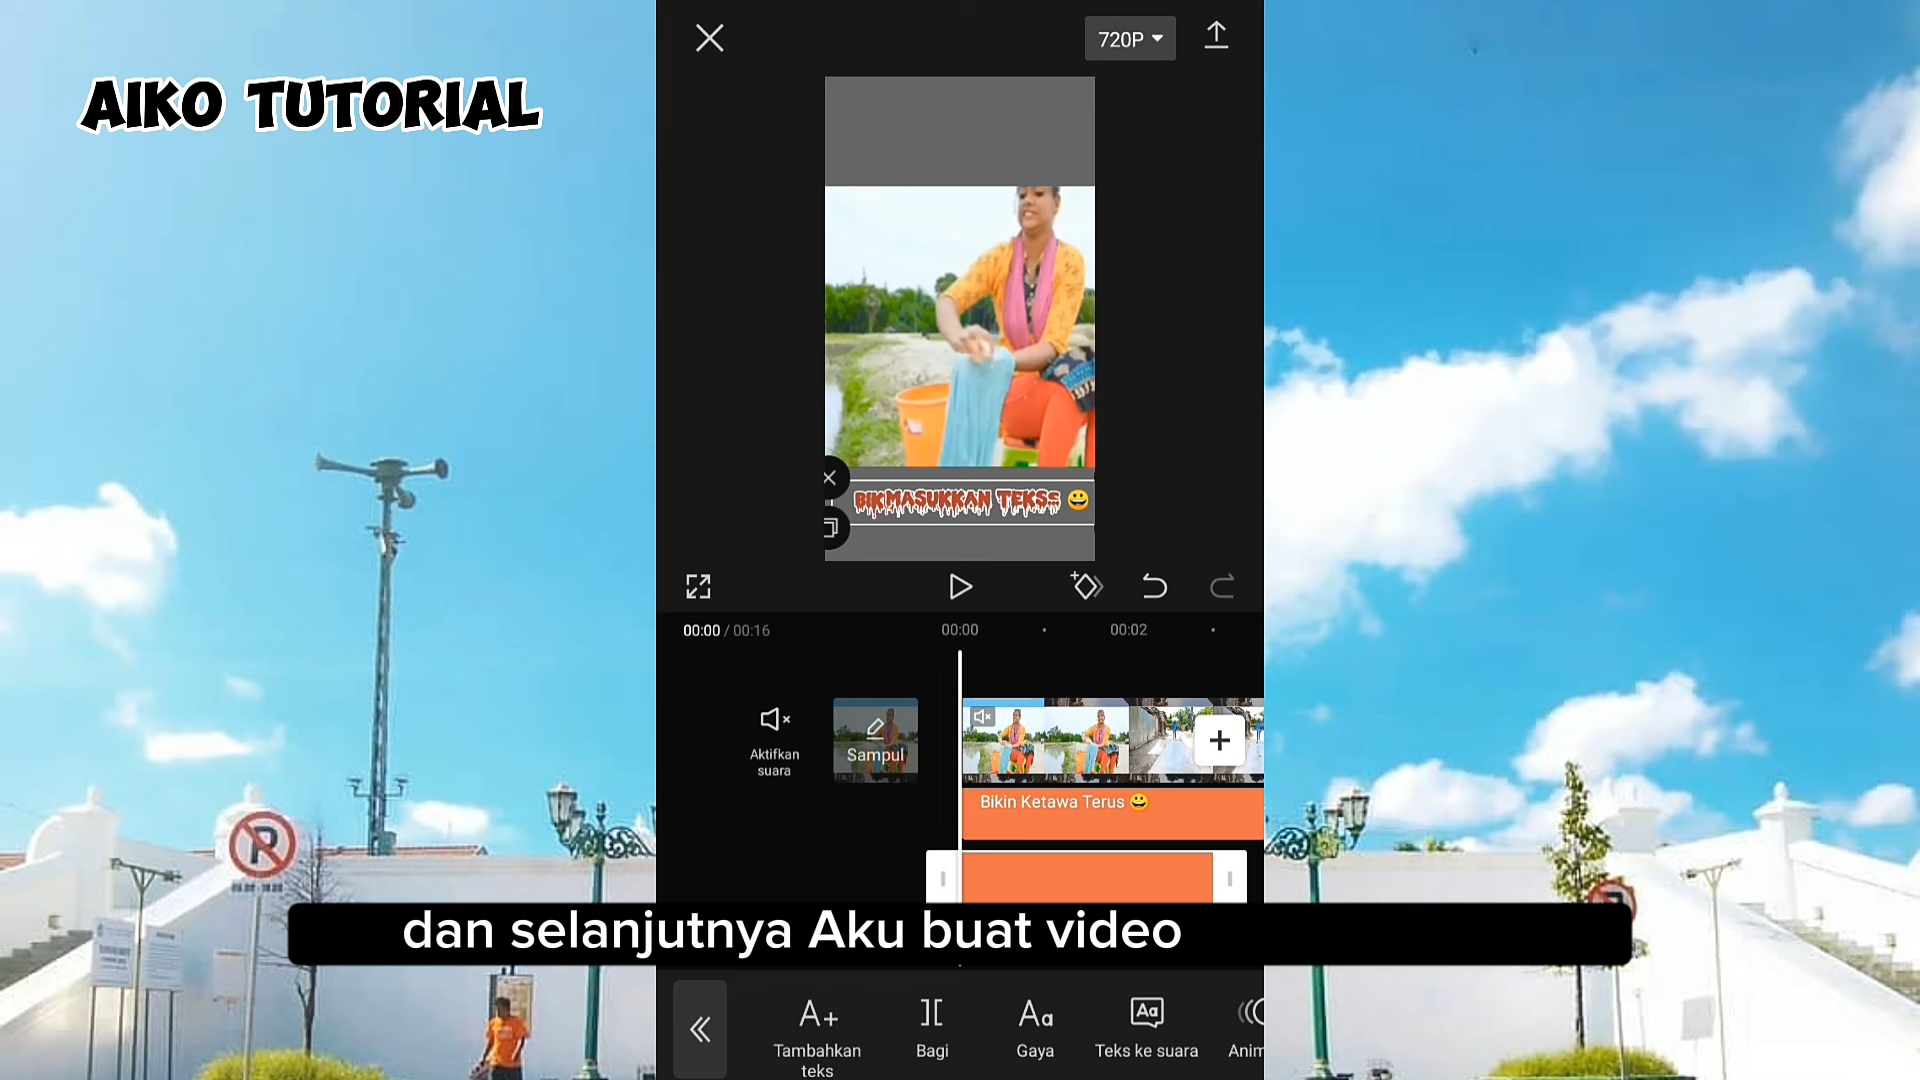 AIKO TUTORIAL
720P
BIKMASUKKAN TEKSS 😀
00:00 / 00:16
00:00
00:02
Aktifkan
suara
Sampul
Bikin Ketawa Terus 😀
dan selanjutnya Aku buat video
Tambahkan
teks
Bagi
Gaya
Teks ke suara
Anim